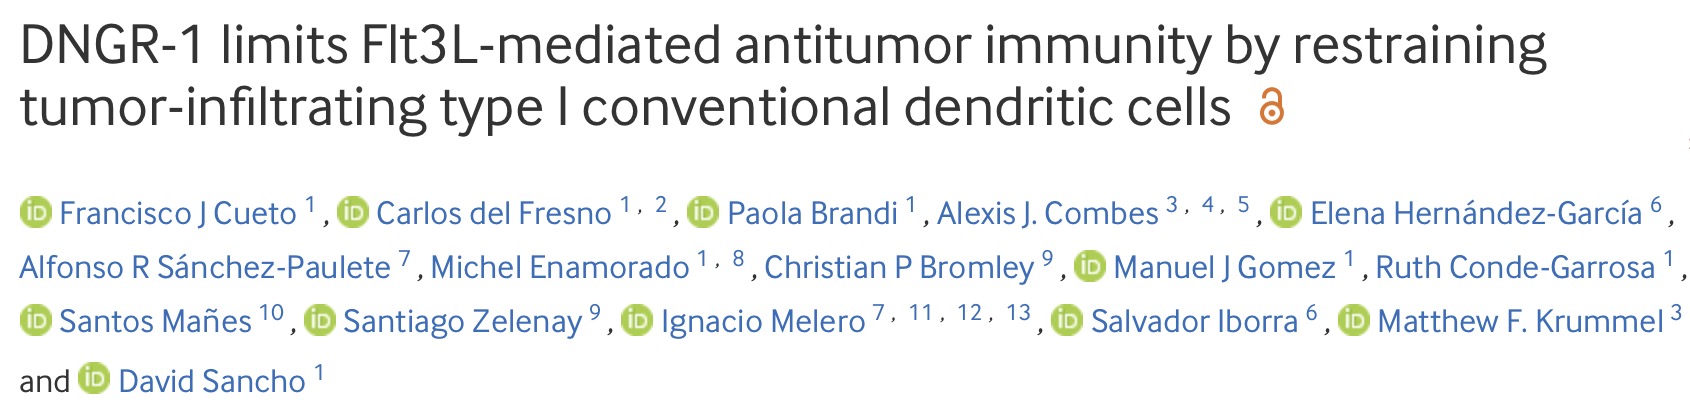 DNGR-1 limits Flt3L-mediated antitumor immunity by restraining
tumor-infiltrating type I conventional dendritic cells
iD Francisco J Cueto 1 , iD Carlos del Fresno 1 , 2 , iD Paola Brandi 1 , Alexis J. Combes 3 , 4 , 5 , iD Elena Hernández-García 6 ,
Alfonso R Sánchez-Paulete 7 , Michel Enamorado 1 , 8 , Christian P Bromley 9 , iD Manuel J Gomez 1 , Ruth Conde-Garrosa 1 ,
iD Santos Mañes 10 , iD Santiago Zelenay 9 , iD Ignacio Melero 7 , 11 , 12 , 13 , iD Salvador Iborra 6 , iD Matthew F. Krummel 3
and iD David Sancho 1